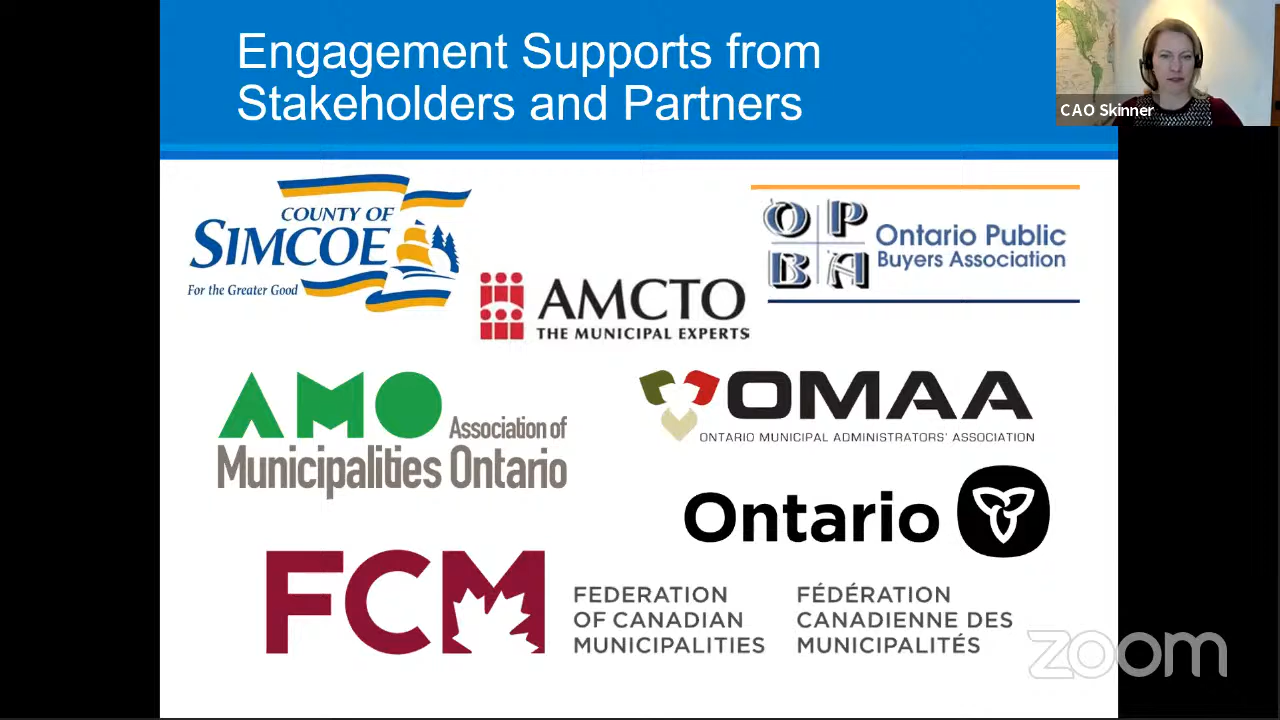 Engagement Supports from
Stakeholders and Partners
CAO Skinner
COUNTY OF
SIMCOE
For the Greater Good
O P
B A
Ontario Public
Buyers Association
AMCTO
THE MUNICIPAL EXPERTS
AMO Association of
Municipalities Ontario
OMAA
ONTARIO MUNICIPAL ADMINISTRATORS' ASSOCIATION
Ontario
FCM
FEDERATION
OF CANADIAN
MUNICIPALITIES
FÉDÉRATION
CANADIENNE DES
MUNICIPALITÉS
zoom